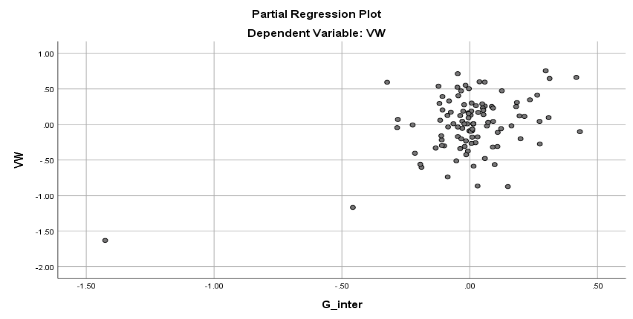 Partial Regression Plot
Dependent Variable: VW
1.00
.50
.00
-.50
-1.00
-1.50
-2.00
VW
-1.50 -1.00 -.50 .00 .50
G_inter